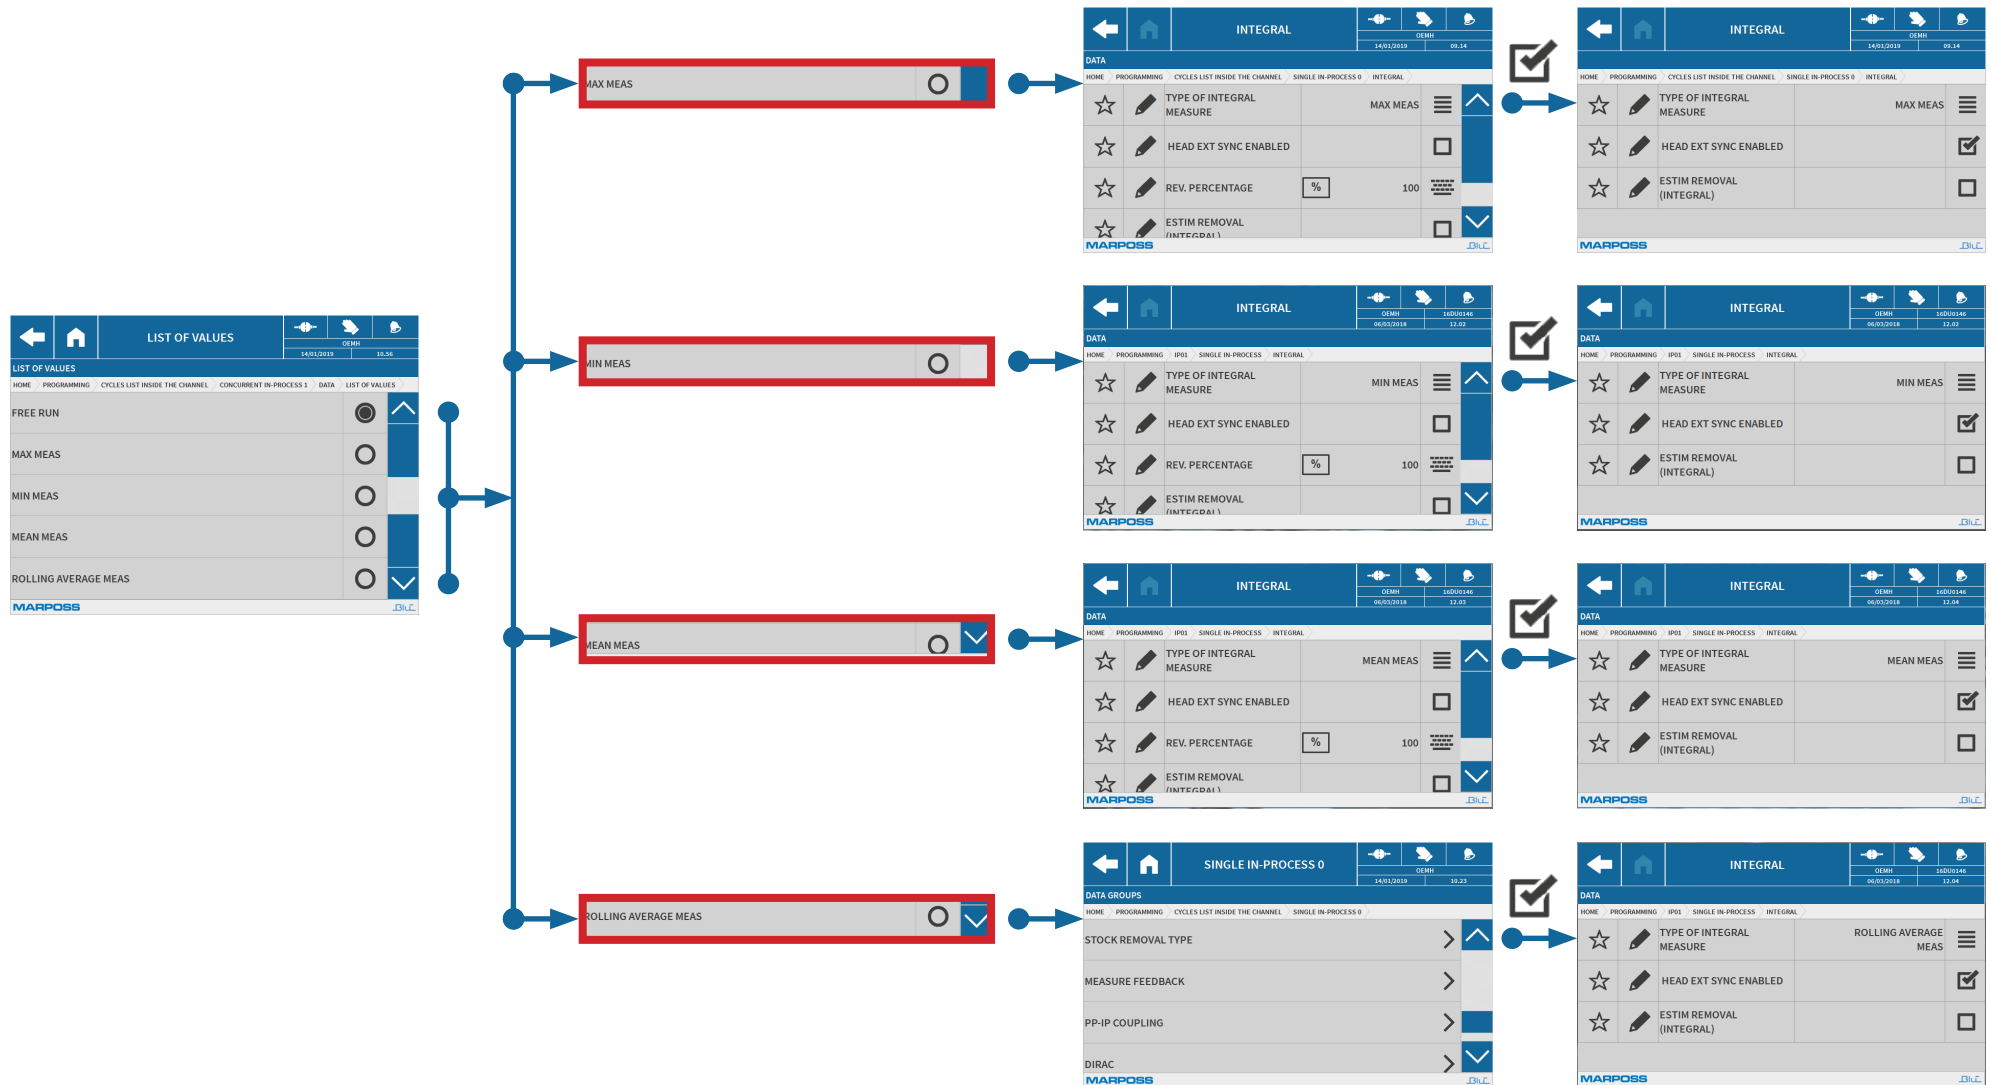 LIST OF VALUES
OEMH
14/01/2019 10.56
LIST OF VALUES
HOME PROGRAMMING CYCLES LIST INSIDE THE CHANNEL CONCURRENT IN-PROCESS 1 DATA LIST OF VALUES
FREE RUN
MAX MEAS
MIN MEAS
MEAN MEAS
ROLLING AVERAGE MEAS
MARPOSS BLÚ
MAX MEAS
INTEGRAL
OEMH
14/01/2019 09.14
DATA
HOME PROGRAMMING CYCLES LIST INSIDE THE CHANNEL SINGLE IN-PROCESS 0 INTEGRAL
TYPE OF INTEGRAL
MEASURE
MAX MEAS
HEAD EXT SYNC ENABLED
REV. PERCENTAGE % 100
ESTIM REMOVAL
(INTEGRAL)
MARPOSS
INTEGRAL
OEMH
14/01/2019 09.14
HOME PROGRAMMING CYCLES LIST INSIDE THE CHANNEL SINGLE IN-PROCESS 0 INTEGRAL
TYPE OF INTEGRAL
MEASURE
MAX MEAS
HEAD EXT SYNC ENABLED
ESTIM REMOVAL
(INTEGRAL)
MARPOSS
MIN MEAS
INTEGRAL
OEMH 16DU0146
06/03/2018 12.02
DATA
HOME PROGRAMMING IP01 SINGLE IN-PROCESS INTEGRAL
TYPE OF INTEGRAL
MEASURE
MIN MEAS
HEAD EXT SYNC ENABLED
REV. PERCENTAGE % 100
ESTIM REMOVAL
(INTEGRAL)
MARPOSS
INTEGRAL
OEMH 16DU0146
06/03/2018 12.02
DATA
HOME PROGRAMMING IP01 SINGLE IN-PROCESS INTEGRAL
TYPE OF INTEGRAL
MEASURE
MIN MEAS
HEAD EXT SYNC ENABLED
ESTIM REMOVAL
(INTEGRAL)
MARPOSS
MEAN MEAS
INTEGRAL
OEMH 16DU0146
06/03/2018 12.03
DATA
HOME PROGRAMMING IP01 SINGLE IN-PROCESS INTEGRAL
TYPE OF INTEGRAL
MEASURE
MEAN MEAS
HEAD EXT SYNC ENABLED
REV. PERCENTAGE % 100
ESTIM REMOVAL
(INTEGRAL)
MARPOSS
INTEGRAL
OEMH 16DU0146
06/03/2018 12.04
DATA
HOME PROGRAMMING IP01 SINGLE IN-PROCESS INTEGRAL
TYPE OF INTEGRAL
MEASURE
MEAN MEAS
HEAD EXT SYNC ENABLED
ESTIM REMOVAL
(INTEGRAL)
MARPOSS
ROLLING AVERAGE MEAS
SINGLE IN-PROCESS 0
OEMH
14/01/2019 10.23
DATA GROUPS
HOME PROGRAMMING CYCLES LIST INSIDE THE CHANNEL SINGLE IN-PROCESS 0
STOCK REMOVAL TYPE
MEASURE FEEDBACK
PP-IP COUPLING
DIRAC
MARPOSS
INTEGRAL
OEMH 16DU0146
06/03/2018 12.04
DATA
HOME PROGRAMMING IP01 SINGLE IN-PROCESS INTEGRAL
TYPE OF INTEGRAL
MEASURE
ROLLING AVERAGE
MEAS
HEAD EXT SYNC ENABLED
ESTIM REMOVAL
(INTEGRAL)
MARPOSS